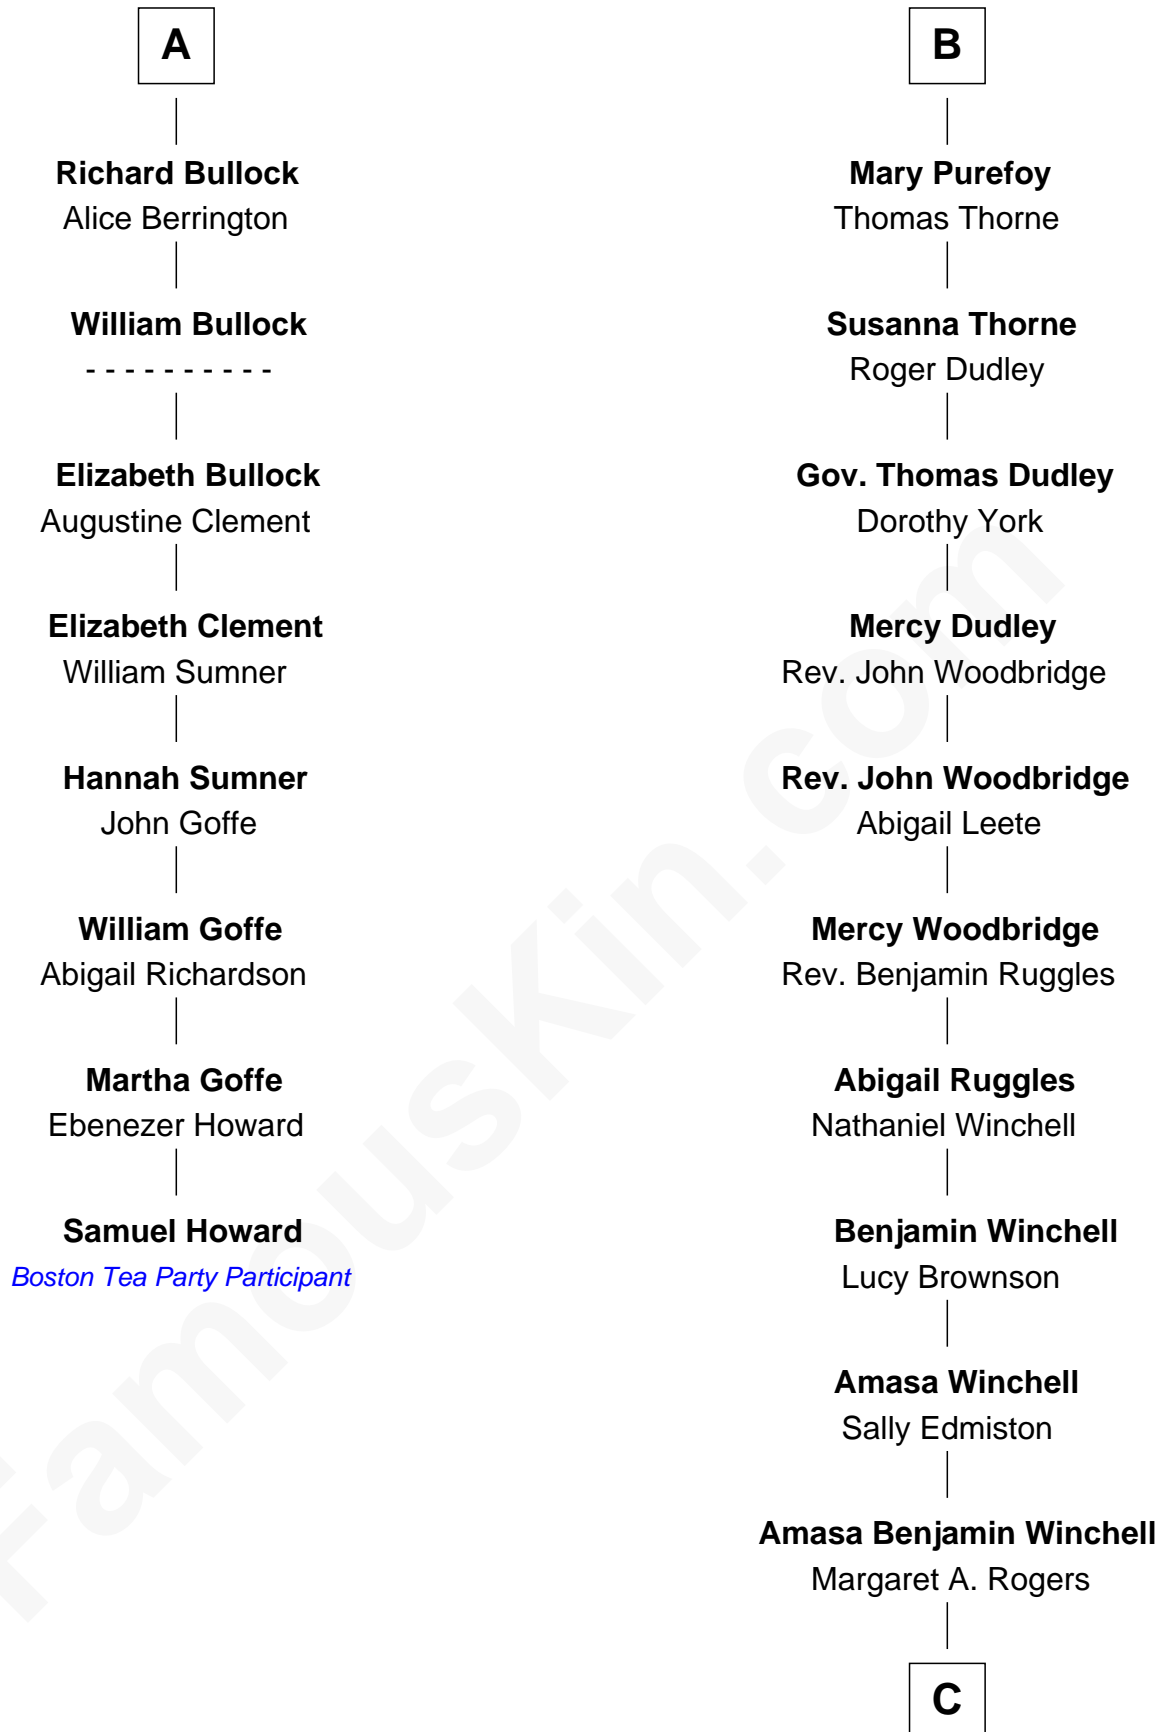 A
Richard Bullock
Alice Berrington
William Bullock
- - - - - - - - - -
Elizabeth Bullock
Augustine Clement
Elizabeth Clement
William Sumner
Hannah Sumner
John Goffe
William Goffe
Abigail Richardson
Martha Goffe
Ebenezer Howard
Samuel Howard
Boston Tea Party Participant
B
Mary Purefoy
Thomas Thorne
Susanna Thorne
Roger Dudley
Gov. Thomas Dudley
Dorothy York
Mercy Dudley
Rev. John Woodbridge
Rev. John Woodbridge
Abigail Leete
Mercy Woodbridge
Rev. Benjamin Ruggles
Abigail Ruggles
Nathaniel Winchell
Benjamin Winchell
Lucy Brownson
Amasa Winchell
Sally Edmiston
Amasa Benjamin Winchell
Margaret A. Rogers
C
FamousKin.com